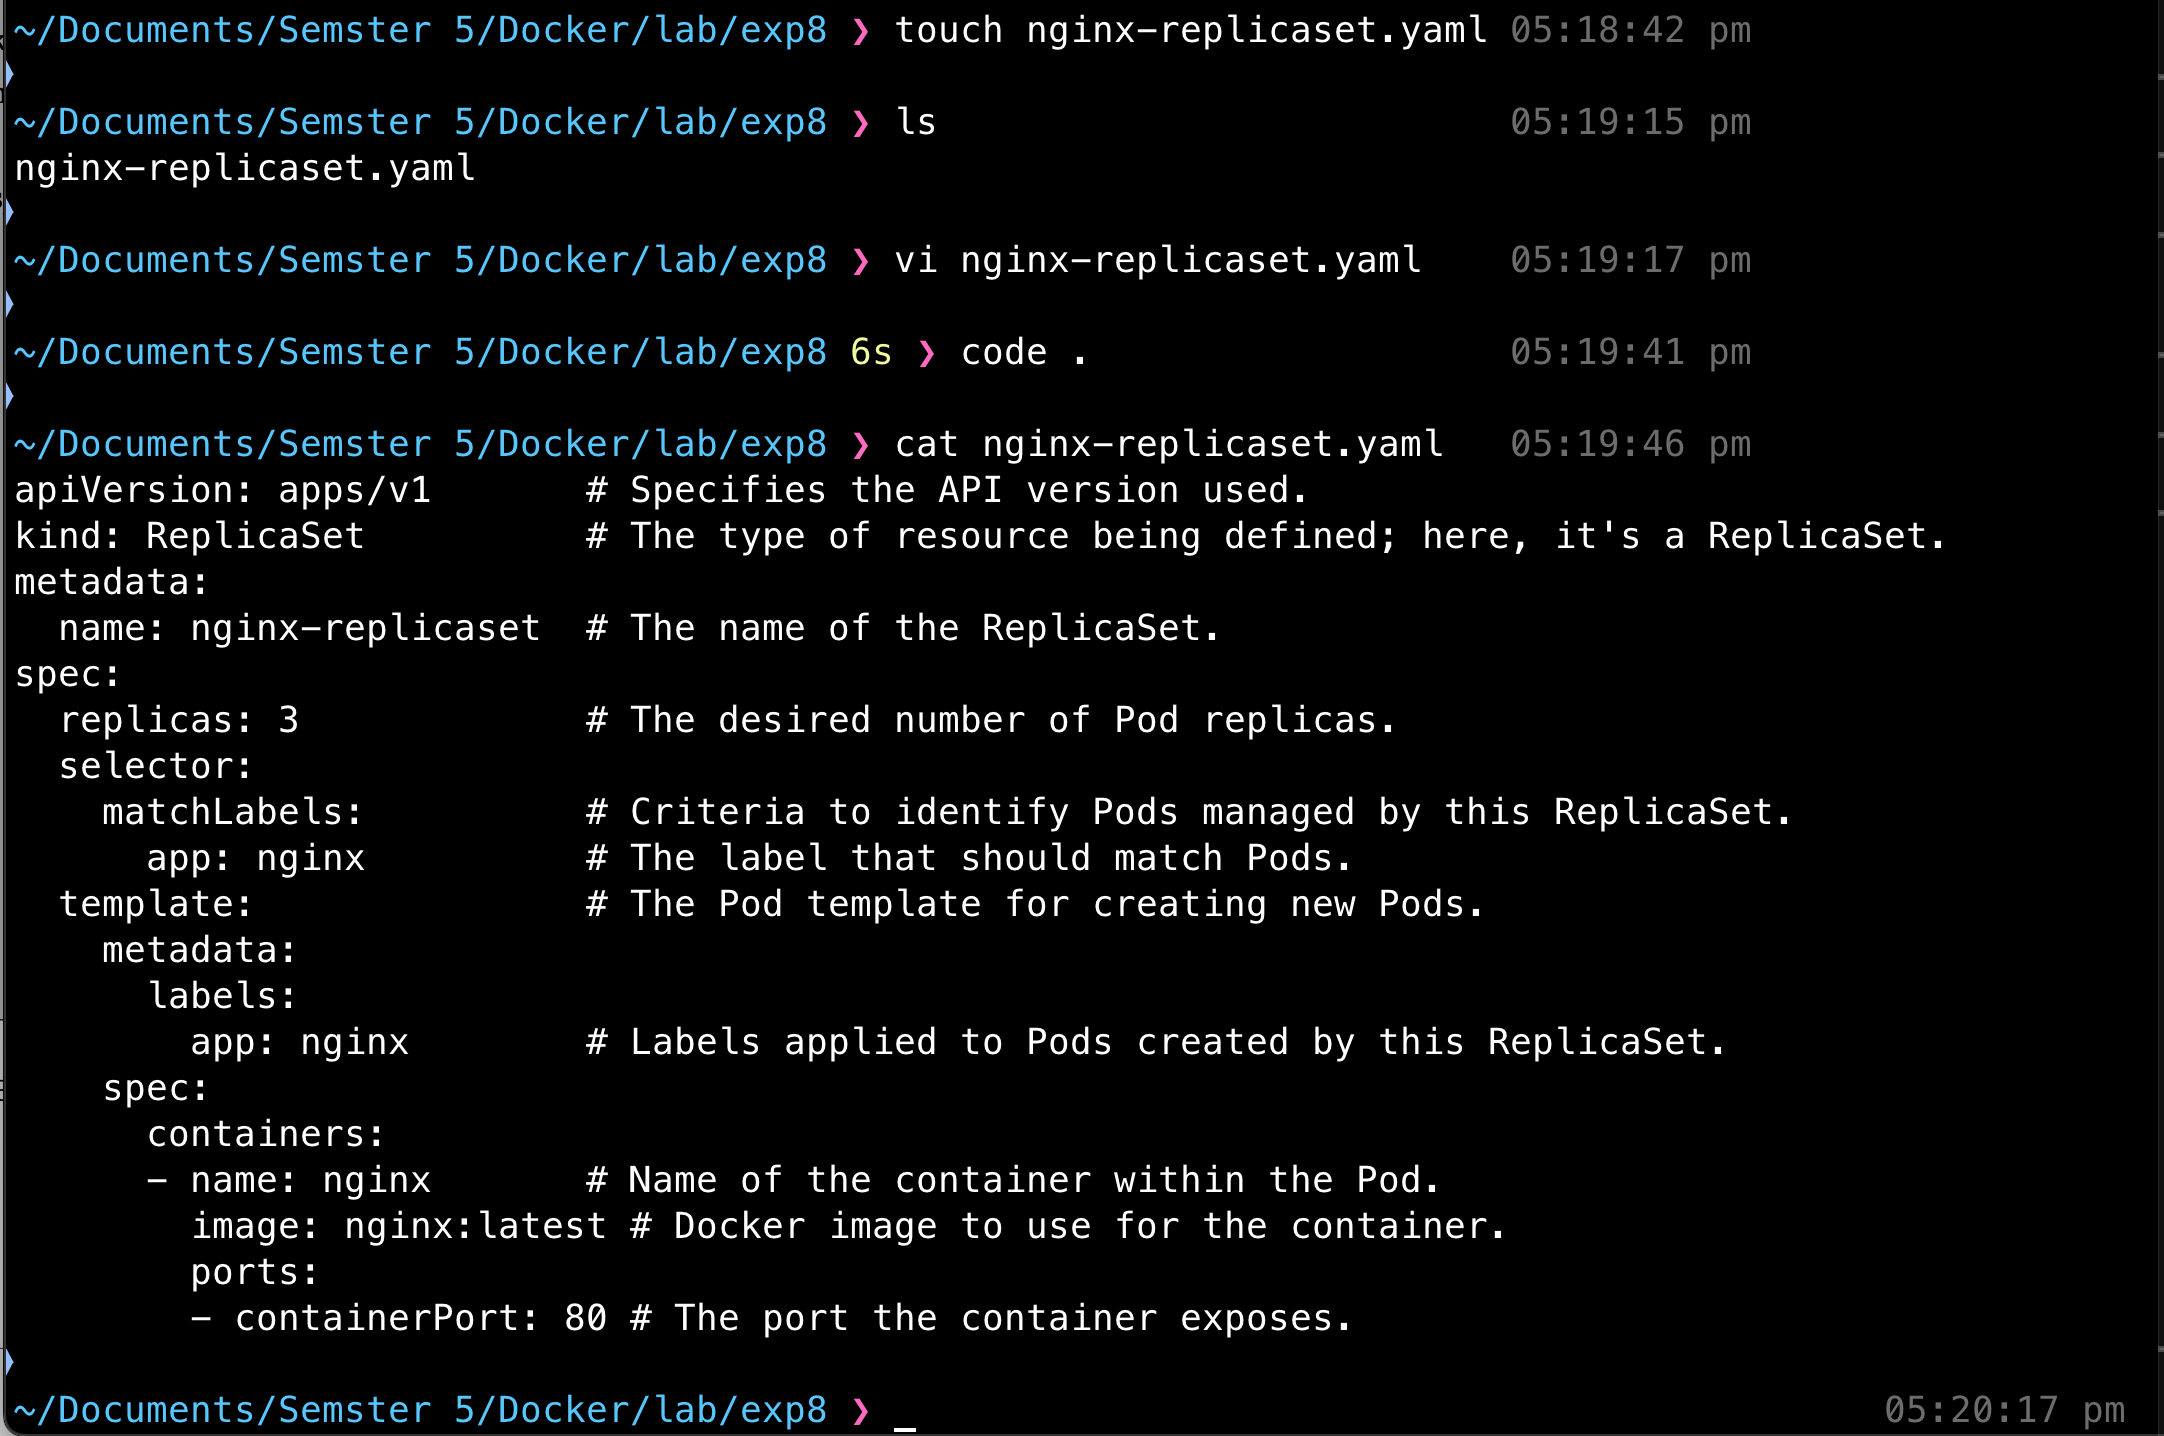 ~/Documents/Semster 5/Docker/lab/exp8 ❯ touch nginx-replicaset.yaml 05:18:42 pm
~/Documents/Semster 5/Docker/lab/exp8 ❯ ls 05:19:15 pm
nginx-replicaset.yaml
~/Documents/Semster 5/Docker/lab/exp8 ❯ vi nginx-replicaset.yaml 05:19:17 pm
~/Documents/Semster 5/Docker/lab/exp8 6s ❯ code . 05:19:41 pm
~/Documents/Semster 5/Docker/lab/exp8 ❯ cat nginx-replicaset.yaml 05:19:46 pm
apiVersion: apps/v1       # Specifies the API version used.
kind: ReplicaSet          # The type of resource being defined; here, it's a ReplicaSet.
metadata:
  name: nginx-replicaset  # The name of the ReplicaSet.
spec:
  replicas: 3             # The desired number of Pod replicas.
  selector:
    matchLabels:          # Criteria to identify Pods managed by this ReplicaSet.
      app: nginx          # The label that should match Pods.
  template:               # The Pod template for creating new Pods.
    metadata:
      labels:
        app: nginx        # Labels applied to Pods created by this ReplicaSet.
    spec:
      containers:
      - name: nginx       # Name of the container within the Pod.
        image: nginx:latest # Docker image to use for the container.
        ports:
        - containerPort: 80 # The port the container exposes.
~/Documents/Semster 5/Docker/lab/exp8 ❯ 05:20:17 pm